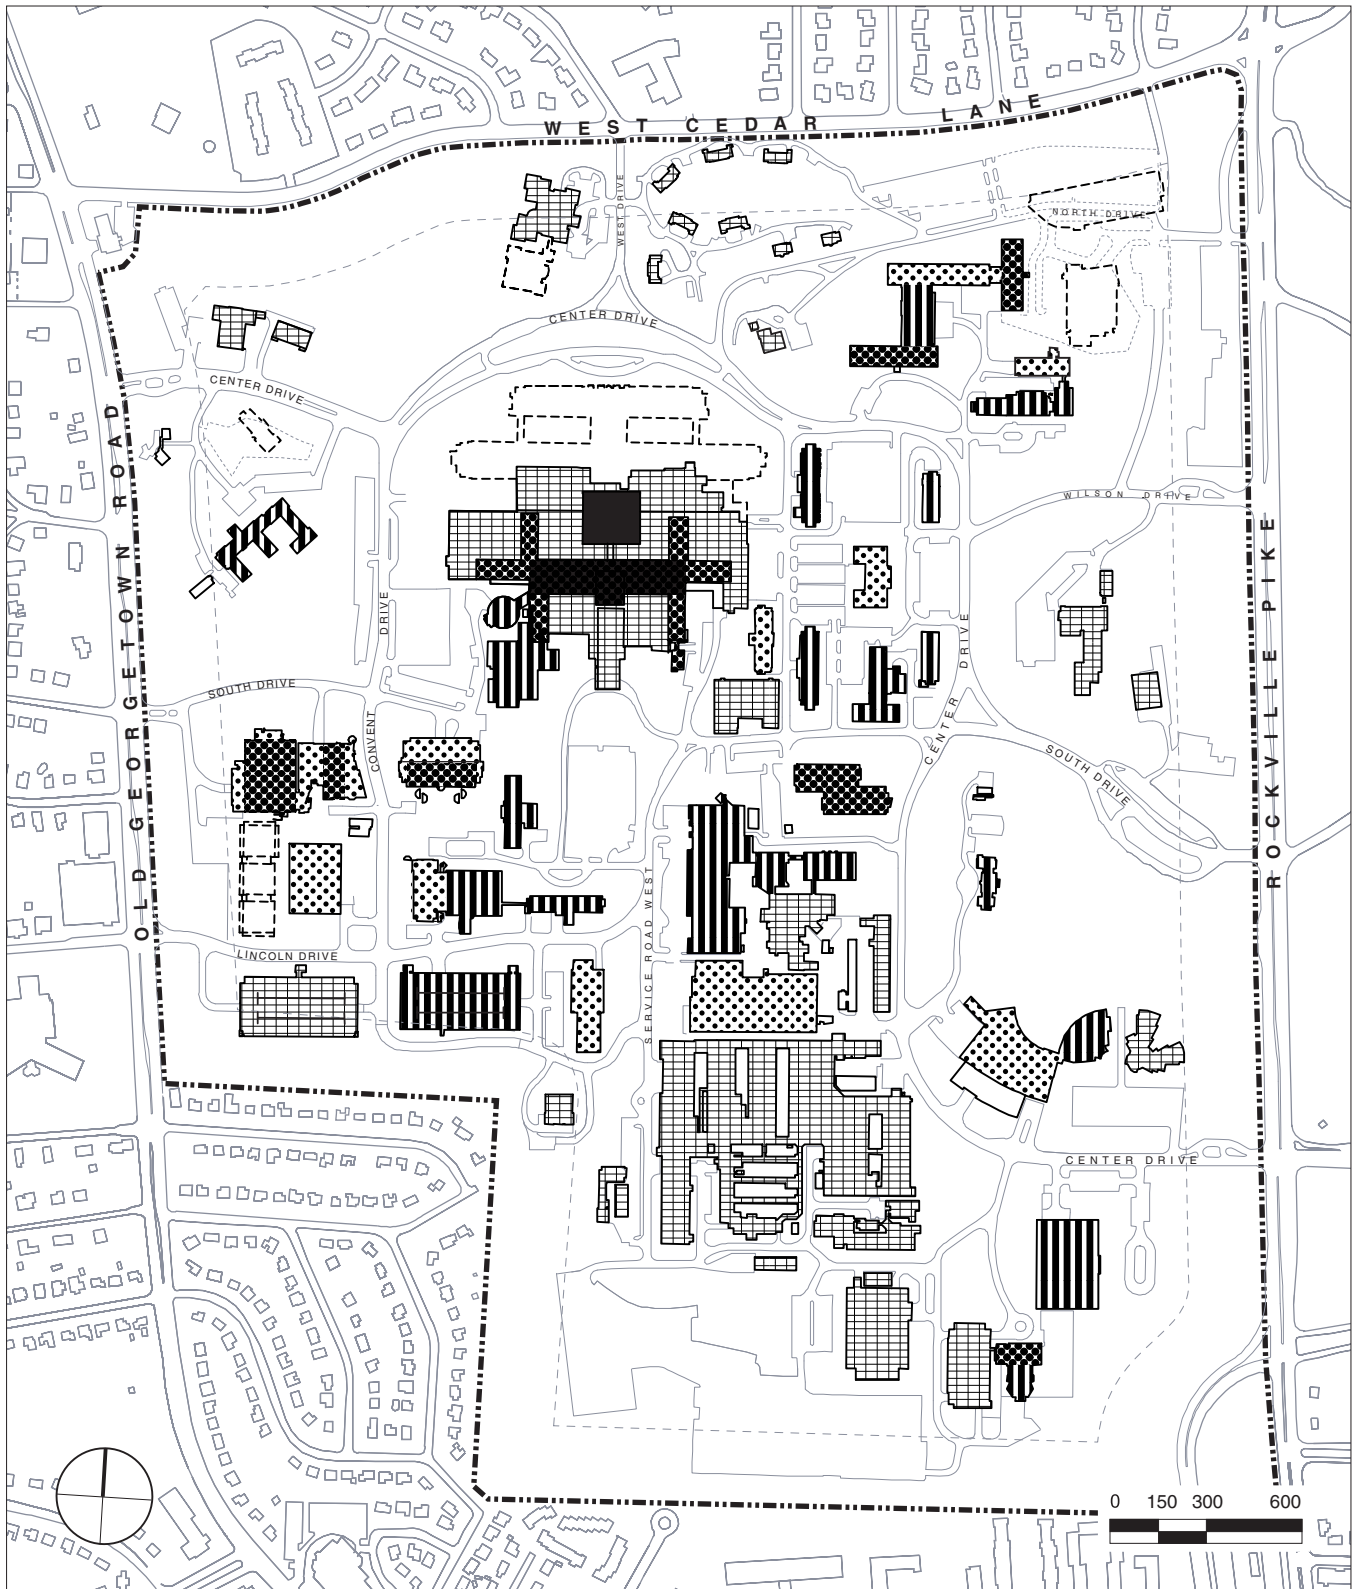 WEST CEDAR LANE
WEST DRIVE
NORTH DRIVE
CENTER DRIVE
CENTER DRIVE
OLD GEORGETOWN ROAD
WILSON DRIVE
ROCKVILLE PIKE
CONVENT DRIVE
SOUTH DRIVE
CENTER DRIVE
SOUTH DRIVE
SERVICE ROAD WEST
LINCOLN DRIVE
CENTER DRIVE
0 150 300 600